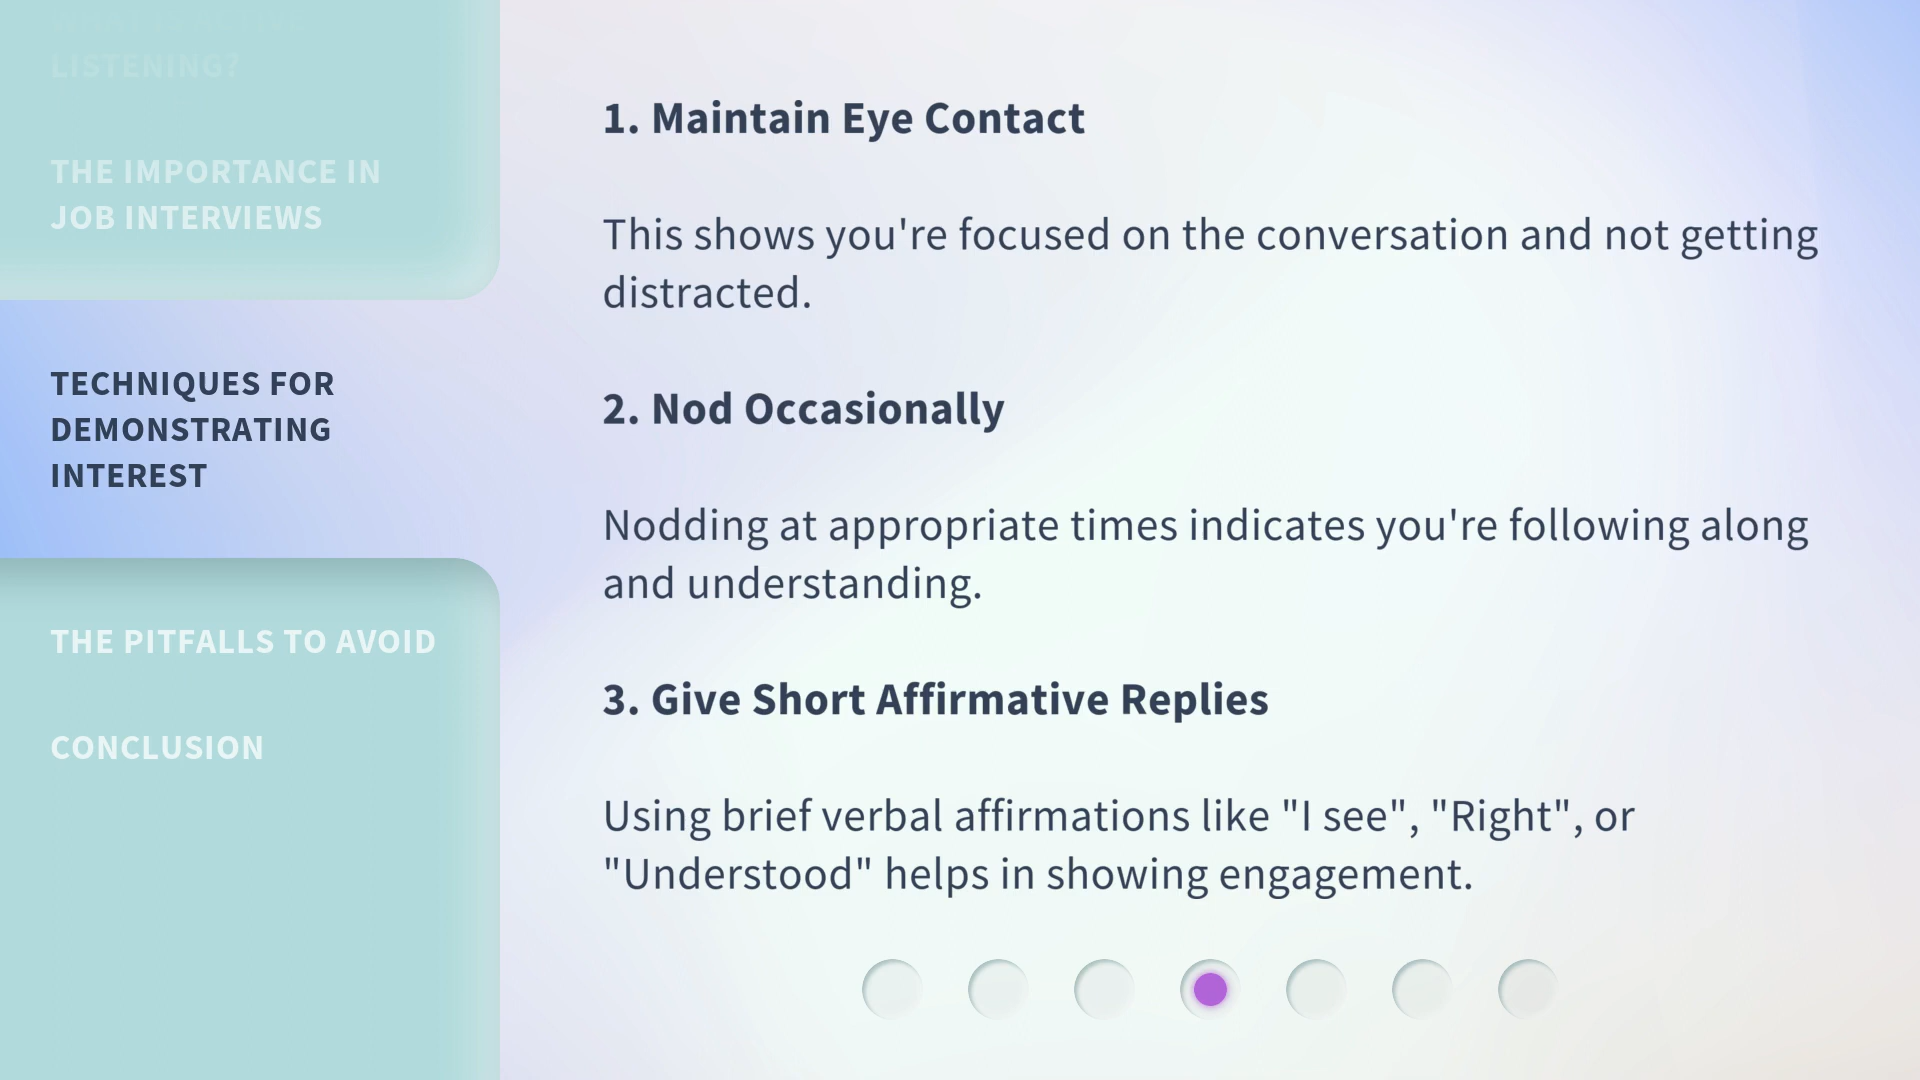 LISTENING?
THE IMPORTANCE IN
JOB INTERVIEWS
TECHNIQUES FOR
DEMONSTRATING
INTEREST
THE PITFALLS TO AVOID
CONCLUSION
1. Maintain Eye Contact
This shows you're focused on the conversation and not getting
distracted.
2. Nod Occasionally
Nodding at appropriate times indicates you're following along
and understanding.
3. Give Short Affirmative Replies
Using brief verbal affirmations like "I see", "Right", or
"Understood" helps in showing engagement.